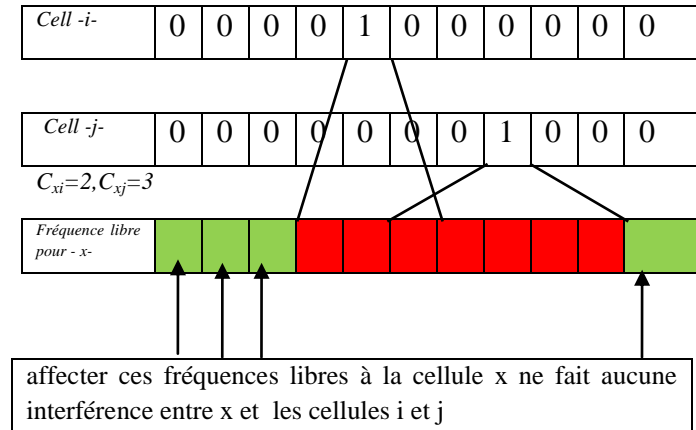 Cell -i- 0 0 0 0 1 0 0 0 0 0 0
Cell -j- 0 0 0 0 0 0 0 1 0 0 0
Cxi=2,Cxj=3
Fréquence libre
pour - x-
affecter ces fréquences libres à la cellule x ne fait aucune
interférence entre x et les cellules i et j